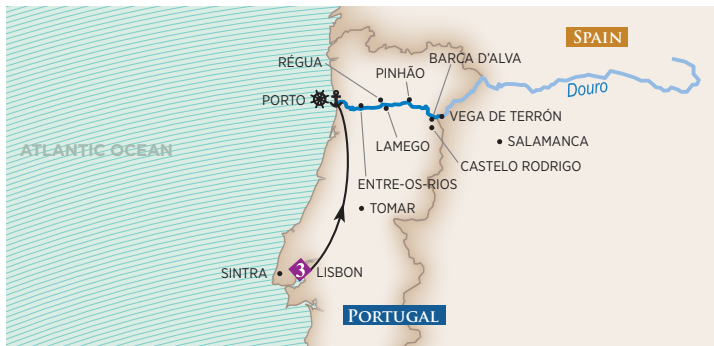 SPAIN
BARCA D'ALVA
RÉGUA
PINHÃO
Douro
PORTO
VEGA DE TERRÓN
SALAMANCA
LAMEGO
ATLANTIC OCEAN
CASTELO RODRIGO
ENTRE-OS-RIOS
TOMAR
SINTRA
3
LISBON
PORTUGAL